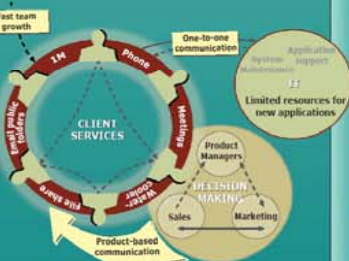 Fast team
growth
One-to-one
communication
Application
support
System
Maintenance
IT
Limited resources for
new applications
IM
Phone
Meetings
Water-
cooler
File share
Email public
folders
CLIENT
SERVICES
Product
Managers
DECISION
MAKING
Sales
Marketing
Product-based
communication